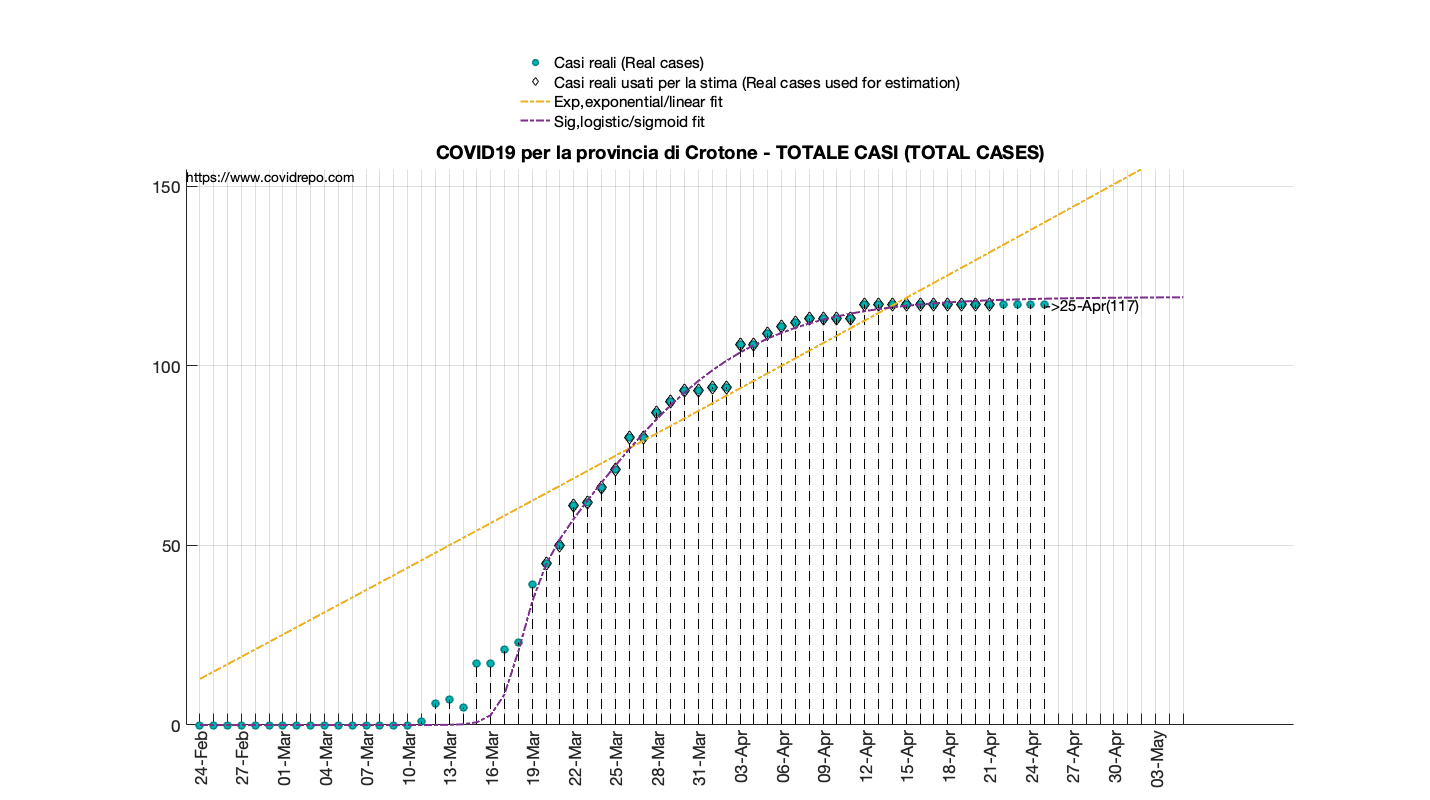 Casi reali (Real cases)
Casi reali usati per la stima (Real cases used for estimation)
Exp,exponential/linear fit
Sig,logistic/sigmoid fit
COVID19 per la provincia di Crotone - TOTALE CASI (TOTAL CASES)
https://www.covidrepo.com
150
100
50
0
->25-Apr(117)
24-Feb
27-Feb
01-Mar
04-Mar
07-Mar
10-Mar
13-Mar
16-Mar
19-Mar
22-Mar
25-Mar
28-Mar
31-Mar
03-Apr
06-Apr
09-Apr
12-Apr
15-Apr
18-Apr
21-Apr
24-Apr
27-Apr
30-Apr
03-May